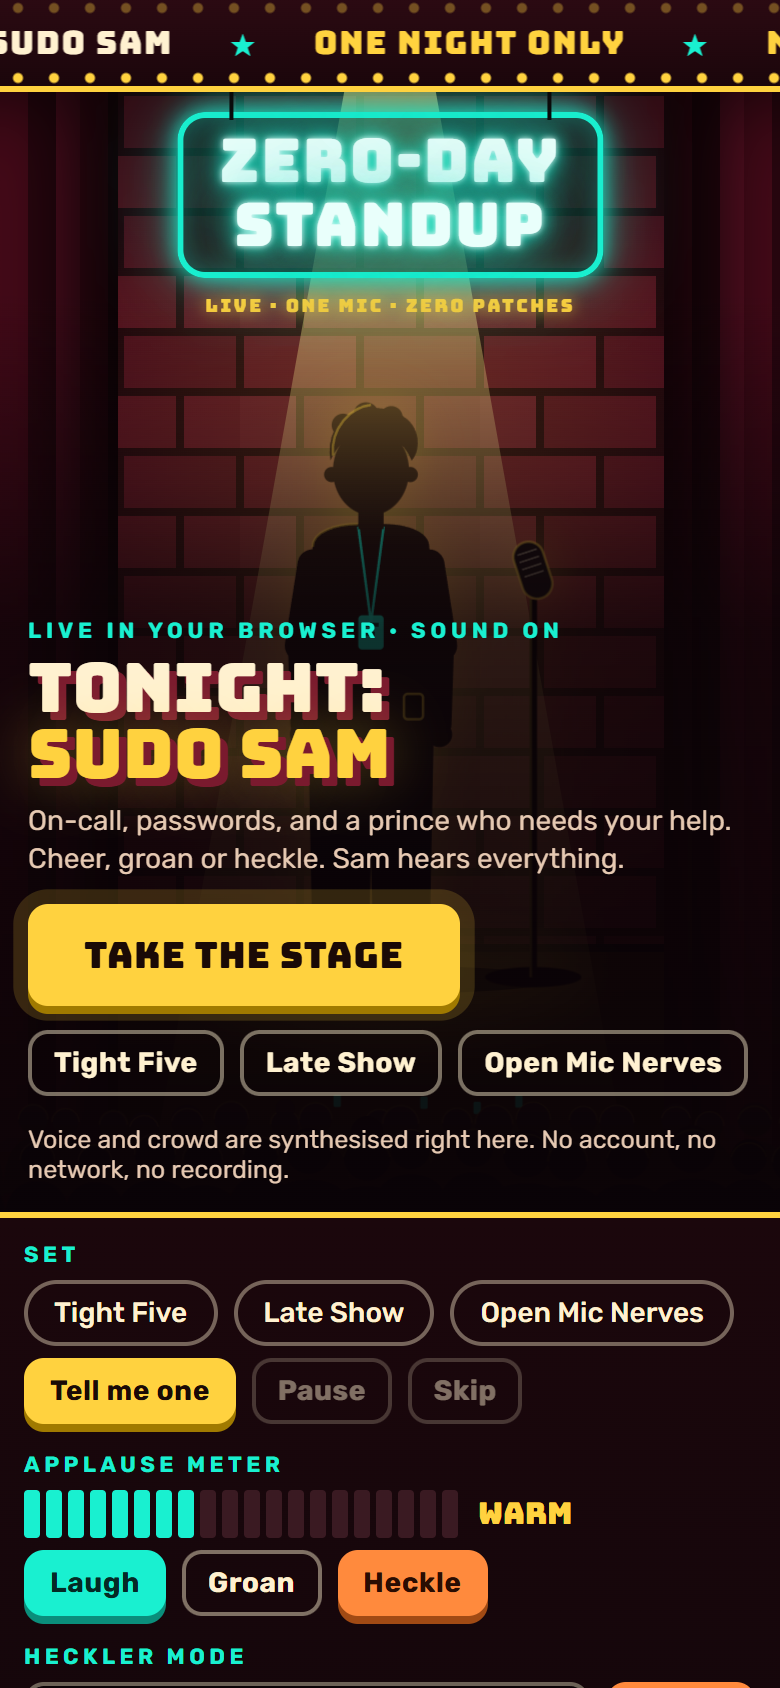 SUDO SAM ★ ONE NIGHT ONLY ★
ZERO-DAY
STANDUP
LIVE · ONE MIC · ZERO PATCHES
LIVE IN YOUR BROWSER · SOUND ON
TONIGHT:
SUDO SAM
On-call, passwords, and a prince who needs your help.
Cheer, groan or heckle. Sam hears everything.
TAKE THE STAGE
Tight Five Late Show Open Mic Nerves
Voice and crowd are synthesised right here. No account, no
network, no recording.
SET
Tight Five Late Show Open Mic Nerves
Tell me one Pause Skip
APPLAUSE METER
WARM
Laugh Groan Heckle
HECKLER MODE